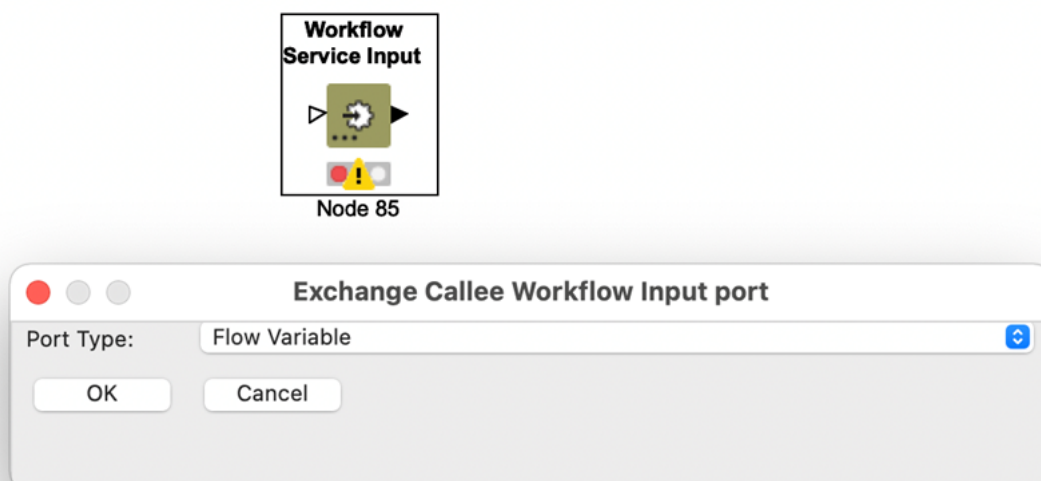 Workflow
Service Input
Node 85
Exchange Callee Workflow Input port
Port Type: Flow Variable
OK Cancel